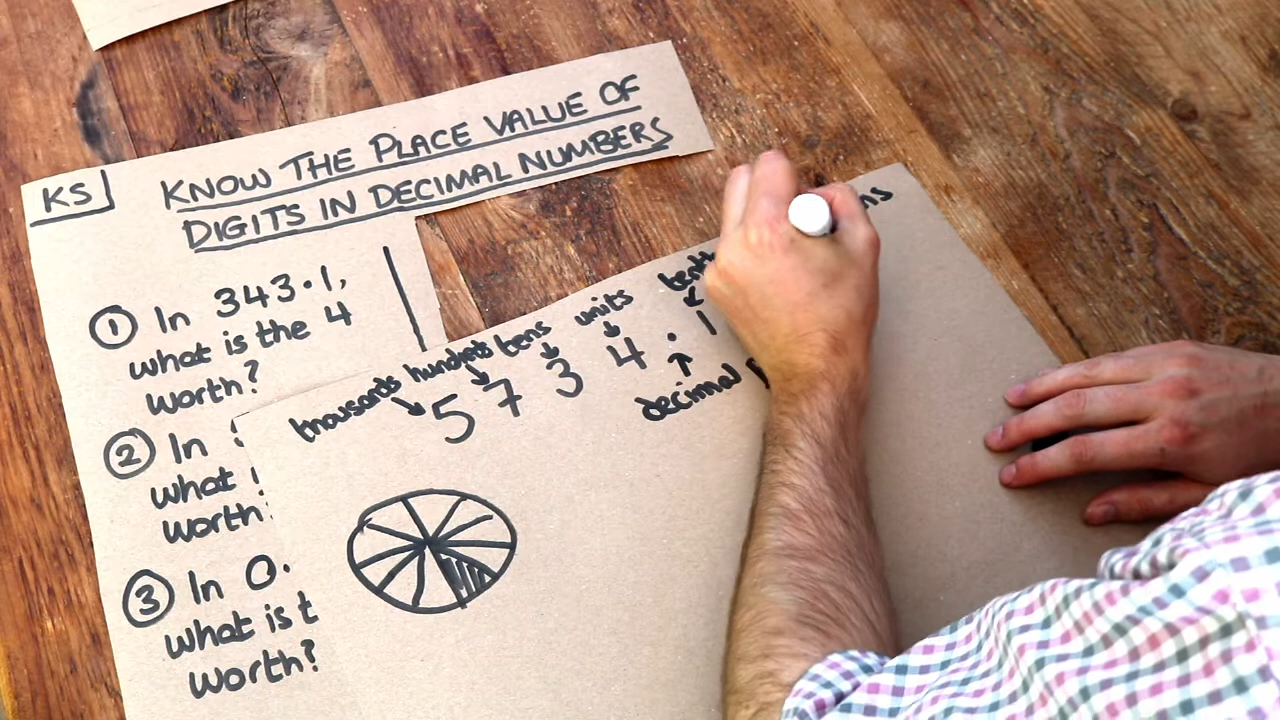 KS
KNOW THE PLACE VALUE OF
DIGITS IN DECIMAL NUMBERS
① In 343·1,
what is the 4
worth?
② In
what
worth
③ In 0.
what is t
worth?
thousands hundreds tens units
5 7 3 4 . 1
decimal